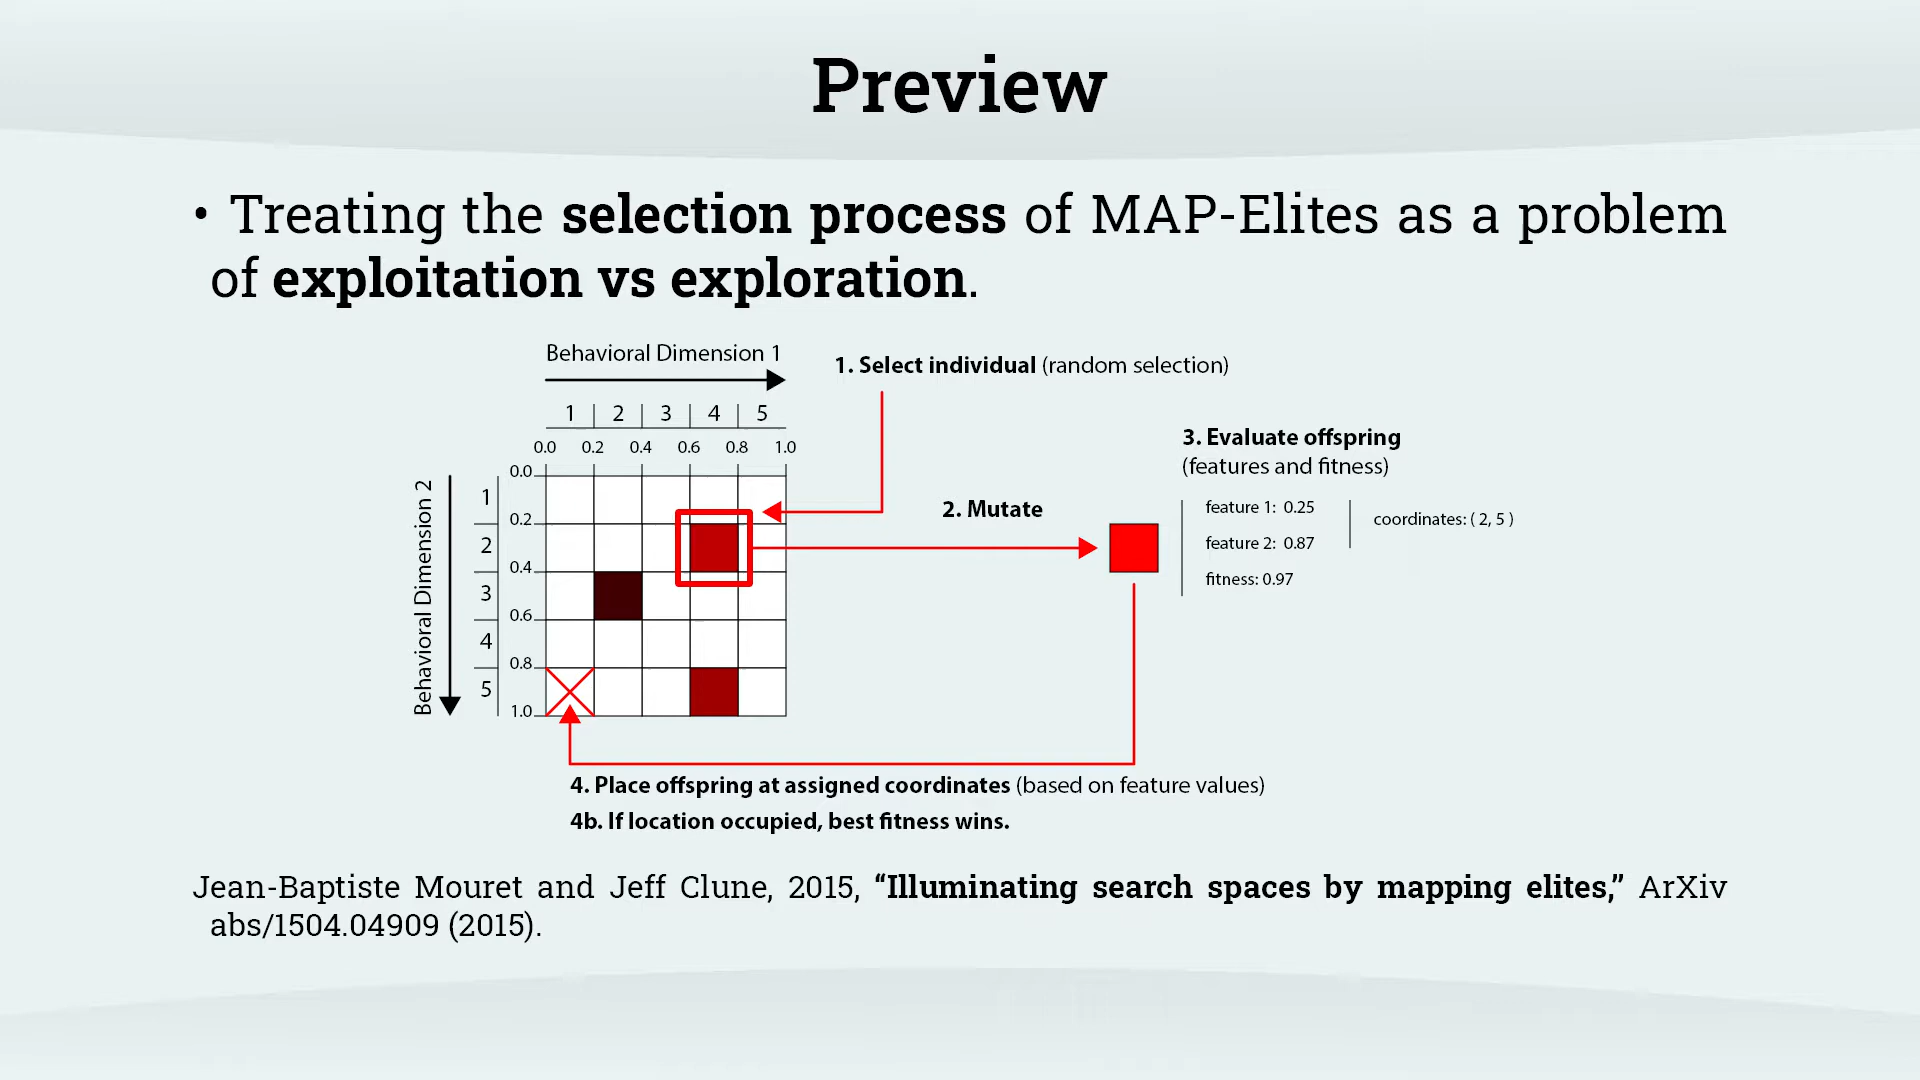 Preview
• Treating the selection process of MAP-Elites as a problem
of exploitation vs exploration.
Behavioral Dimension 1
1 2 3 4 5
0.0 0.2 0.4 0.6 0.8 1.0
Behavioral Dimension 2
1
2
3
4
5
0.0
0.2
0.4
0.6
0.8
1.0
1. Select individual (random selection)
2. Mutate
3. Evaluate offspring
(features and fitness)
feature 1: 0.25
feature 2: 0.87
fitness: 0.97
coordinates: ( 2, 5 )
4. Place offspring at assigned coordinates (based on feature values)
4b. If location occupied, best fitness wins.
Jean-Baptiste Mouret and Jeff Clune, 2015, “Illuminating search spaces by mapping elites,” ArXiv
abs/1504.04909 (2015).